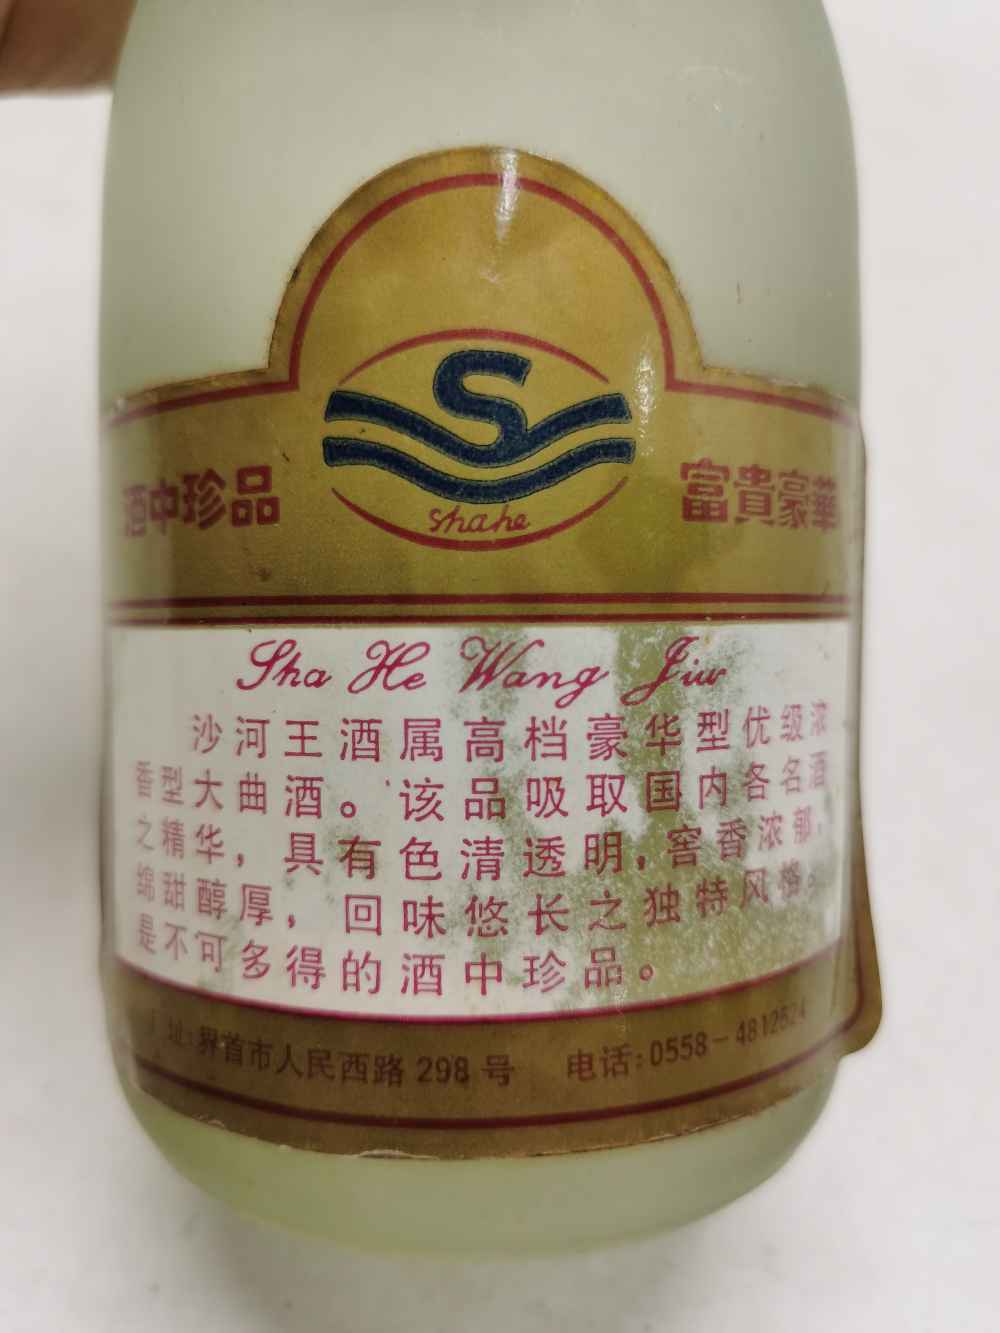 shahe
酒中珍品
富貴豪華
Sha He Wang Jiu
沙河王酒属高档豪华型优级浓
香型大曲酒。该品吸取国内各名酒
之精华，具有色清透明，窖香浓郁，
绵甜醇厚，回味悠长之独特风格。
是不可多得的酒中珍品。
厂址:界首市人民西路298号 电话:0558-4812624